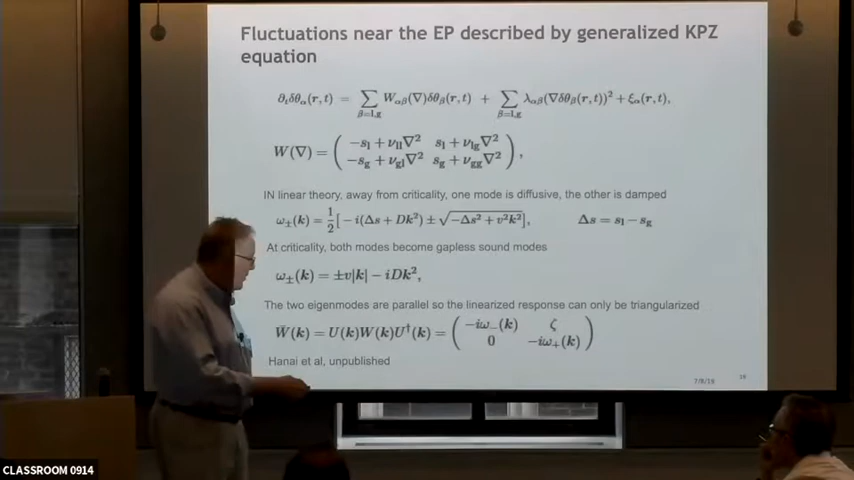 Fluctuations near the EP described by generalized KPZ
equation
∂ₜδθ_α(r,t) = ∑_{β=l,g} W_{αβ}(∇)δθ_β(r,t) + ∑_{β=l,g} λ_{αβ}(∇δθ_β(r,t))² + ξ_α(r,t),
W(∇) = ( −s_l + ν_{ll}∇² s_l + ν_{lg}∇²
−s_g + ν_{gl}∇² s_g + ν_{gg}∇² ),
IN linear theory, away from criticality, one mode is diffusive, the other is damped
ω_±(k) = 1/2[ −i(Δs + Dk²) ± √(−Δs² + v²k²) ], Δs = s_l − s_g
At criticality, both modes become gapless sound modes
ω_±(k) = ±v|k| − iDk²,
The two eigenmodes are parallel so the linearized response can only be triangularized
W̃(k) = U(k)W(k)U†(k) = ( −iω_−(k) ζ
0 −iω_+(k) )
Hanai et al, unpublished
7/8/19
CLASSROOM 0914